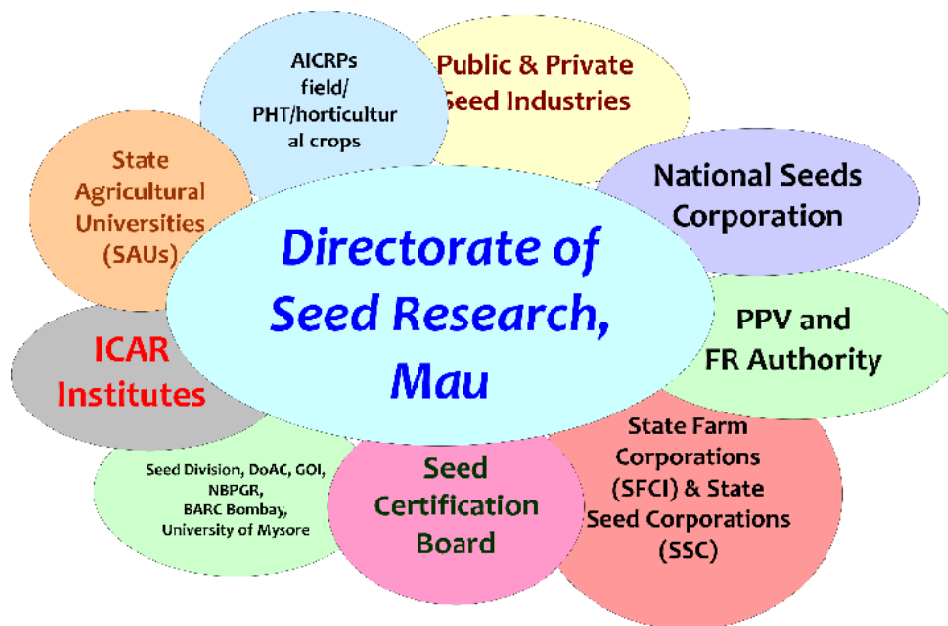 AICRPs
field/
PHT/horticultur
al crops
Public & Private
Seed Industries
State
Agricultural
Universities
(SAUs)
National Seeds
Corporation
Directorate of
Seed Research,
Mau
PPV and
FR Authority
ICAR
Institutes
State Farm
Corporations
(SFCI) & State
Seed Corporations
(SSC)
Seed
Certification
Board
Seed Division, DoAC, GOI,
NBPGR,
BARC Bombay,
University of Mysore